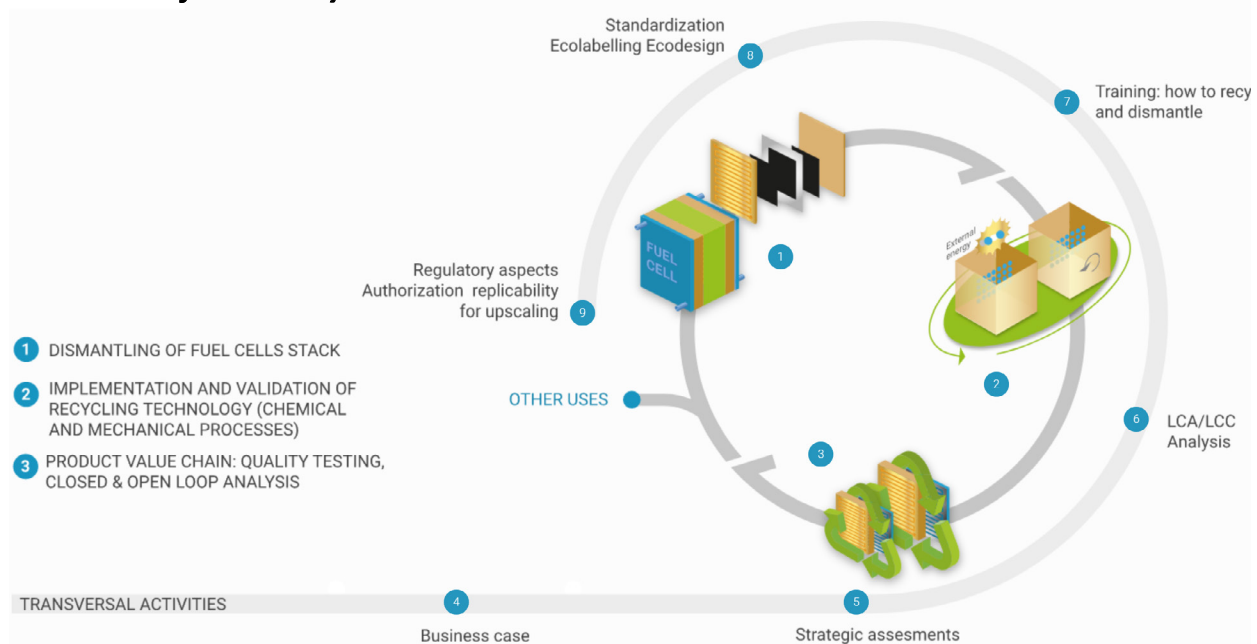 Standardization
Ecolabelling Ecodesign
8
7
Training: how to recy
and dismantle
External
energy
FUEL
CELL
1
Regulatory aspects
Authorization replicability
for upscaling
9
1 DISMANTLING OF FUEL CELLS STACK
2 IMPLEMENTATION AND VALIDATION OF
RECYCLING TECHNOLOGY (CHEMICAL
AND MECHANICAL PROCESSES)
3 PRODUCT VALUE CHAIN: QUALITY TESTING,
CLOSED & OPEN LOOP ANALYSIS
OTHER USES
2
6
LCA/LCC
Analysis
3
TRANSVERSAL ACTIVITIES
4
5
Business case
Strategic assesments